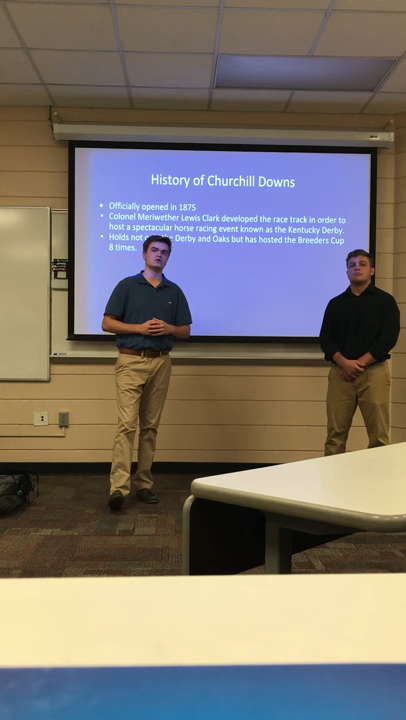 History of Churchill Downs
• Officially opened in 1875
• Colonel Meriwether Lewis Clark developed the race track in order to
host a spectacular horse racing event known as the Kentucky Derby.
• Holds not Derby and Oaks but has hosted the Breeders Cup
8 times.